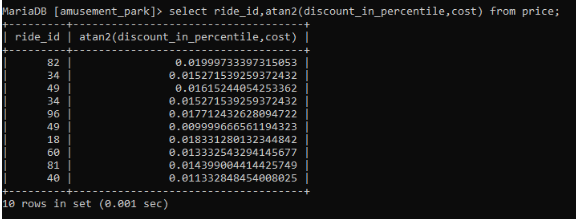 MariaDB [amusement_park]> select ride_id,atan2(discount_in_percentile,cost) from price;
+---------+------------------------------------+
| ride_id | atan2(discount_in_percentile,cost) |
+---------+------------------------------------+
|      82 |                0.01999733397315053 |
|      34 |               0.015271539259372432 |
|      49 |                0.01615244054253362 |
|      34 |               0.015271539259372432 |
|      96 |               0.017712432628094722 |
|      49 |               0.009999666561194323 |
|      18 |               0.018331280132344842 |
|      60 |               0.013332543294145677 |
|      81 |               0.014399004414425749 |
|      40 |               0.011332848454008025 |
+---------+------------------------------------+
10 rows in set (0.001 sec)